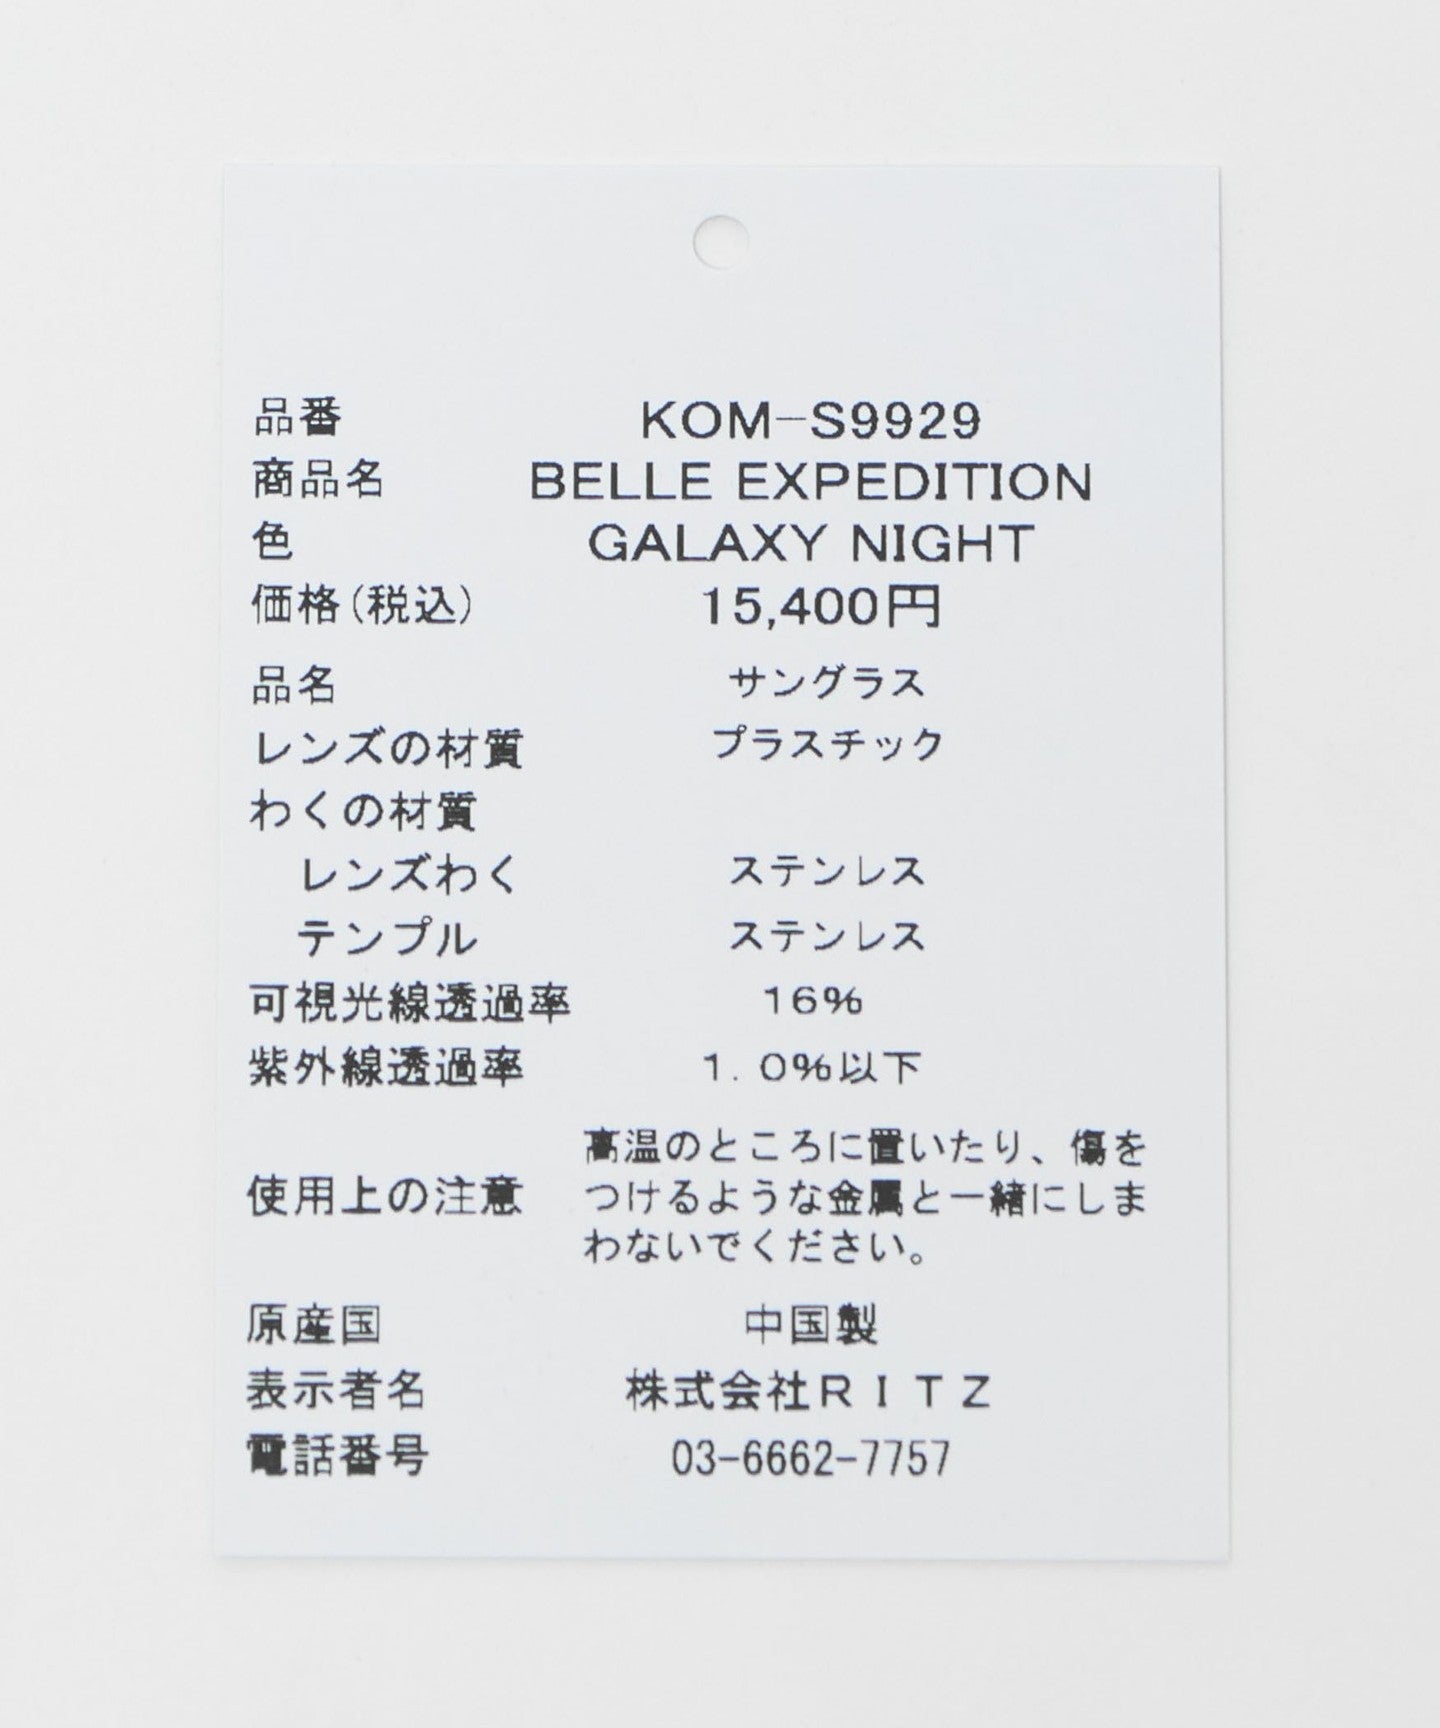 品番 KOM-S9929
商品名 BELLE EXPEDITION
色 GALAXY NIGHT
価格(税込) 15,400円
品名 サングラス
レンズの材質 プラスチック
わくの材質
レンズわく ステンレス
テンプル ステンレス
可視光線透過率 16%
紫外線透過率 1.0%以下
使用上の注意 高温のところに置いたり、傷を
つけるような金属と一緒にしま
わないでください。
原産国 中国製
表示者名 株式会社RITZ
電話番号 03-6662-7757